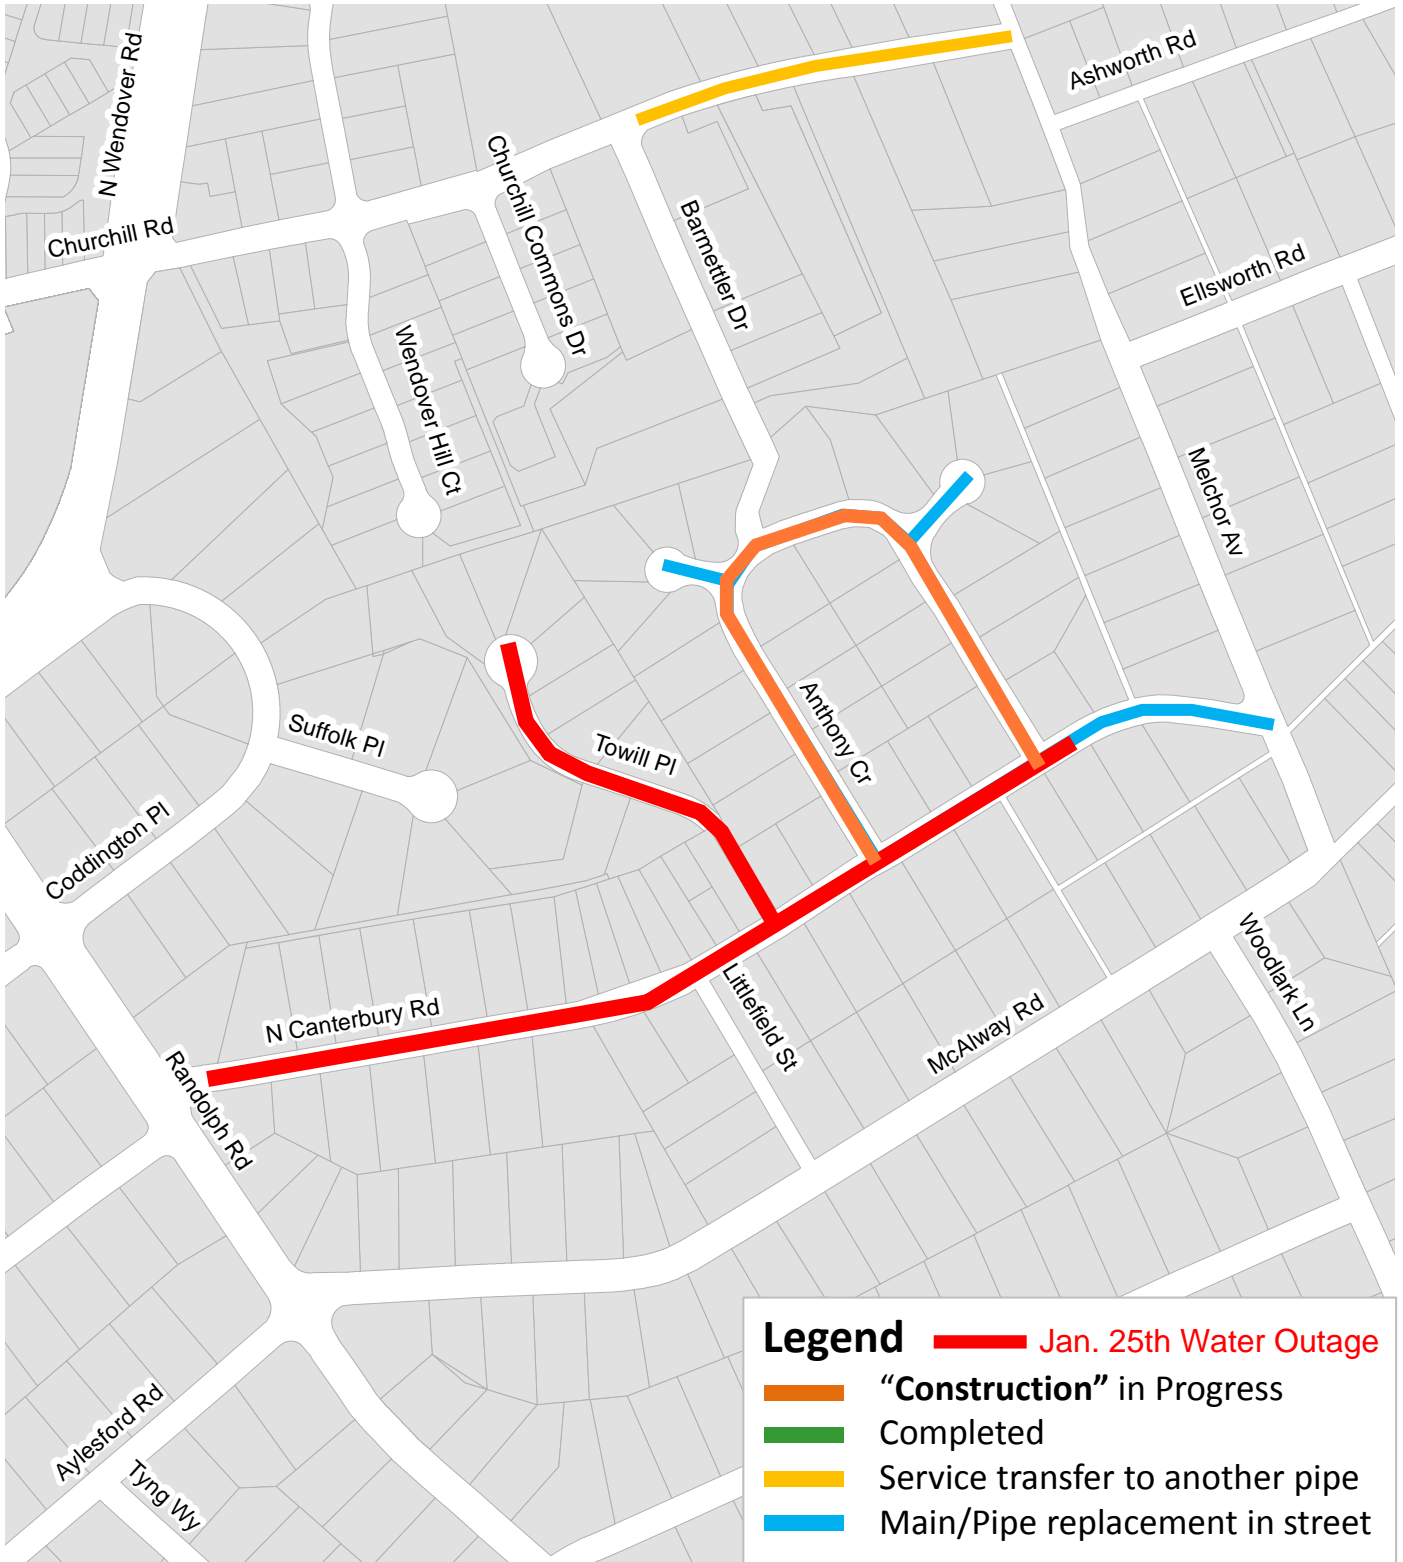 N Wendover Rd
Ashworth Rd
Churchill Rd
Churchill Commons Dr
Barmettler Dr
Ellsworth Rd
Wendover Hill Ct
Melchor Av
Anthony Cr
Suffolk Pl
Towill Pl
Coddington Pl
N Canterbury Rd
Littlefield St
Woodlark Ln
McAlway Rd
Randolph Rd
Aylesford Rd
Tyng Wy
Legend Jan. 25th Water Outage
“Construction” in Progress
Completed
Service transfer to another pipe
Main/Pipe replacement in street